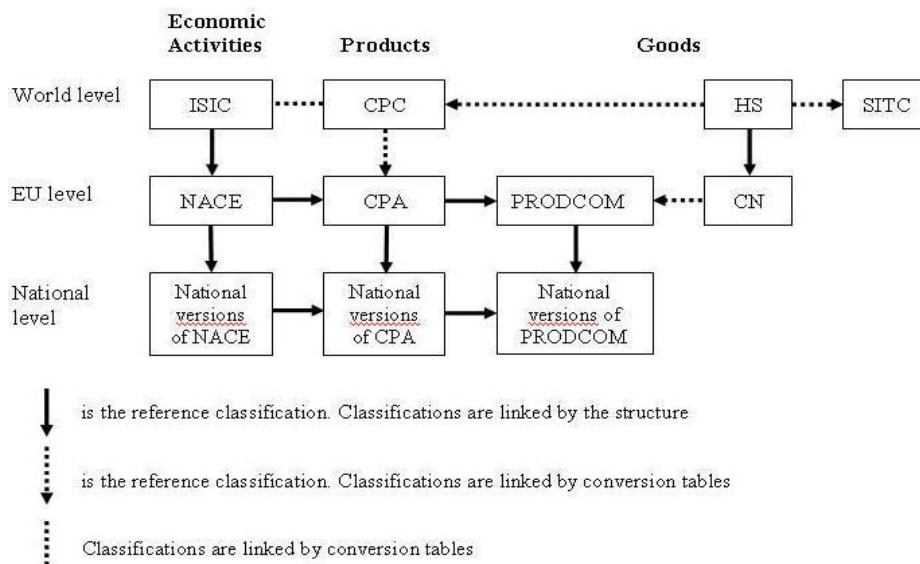 Economic
Activities Products Goods
World level ISIC CPC HS SITC
EU level NACE CPA PRODCOM CN
National
level
National
versions
of NACE
National
versions
of CPA
National
versions of
PRODCOM
is the reference classification. Classifications are linked by the structure
is the reference classification. Classifications are linked by conversion tables
Classifications are linked by conversion tables